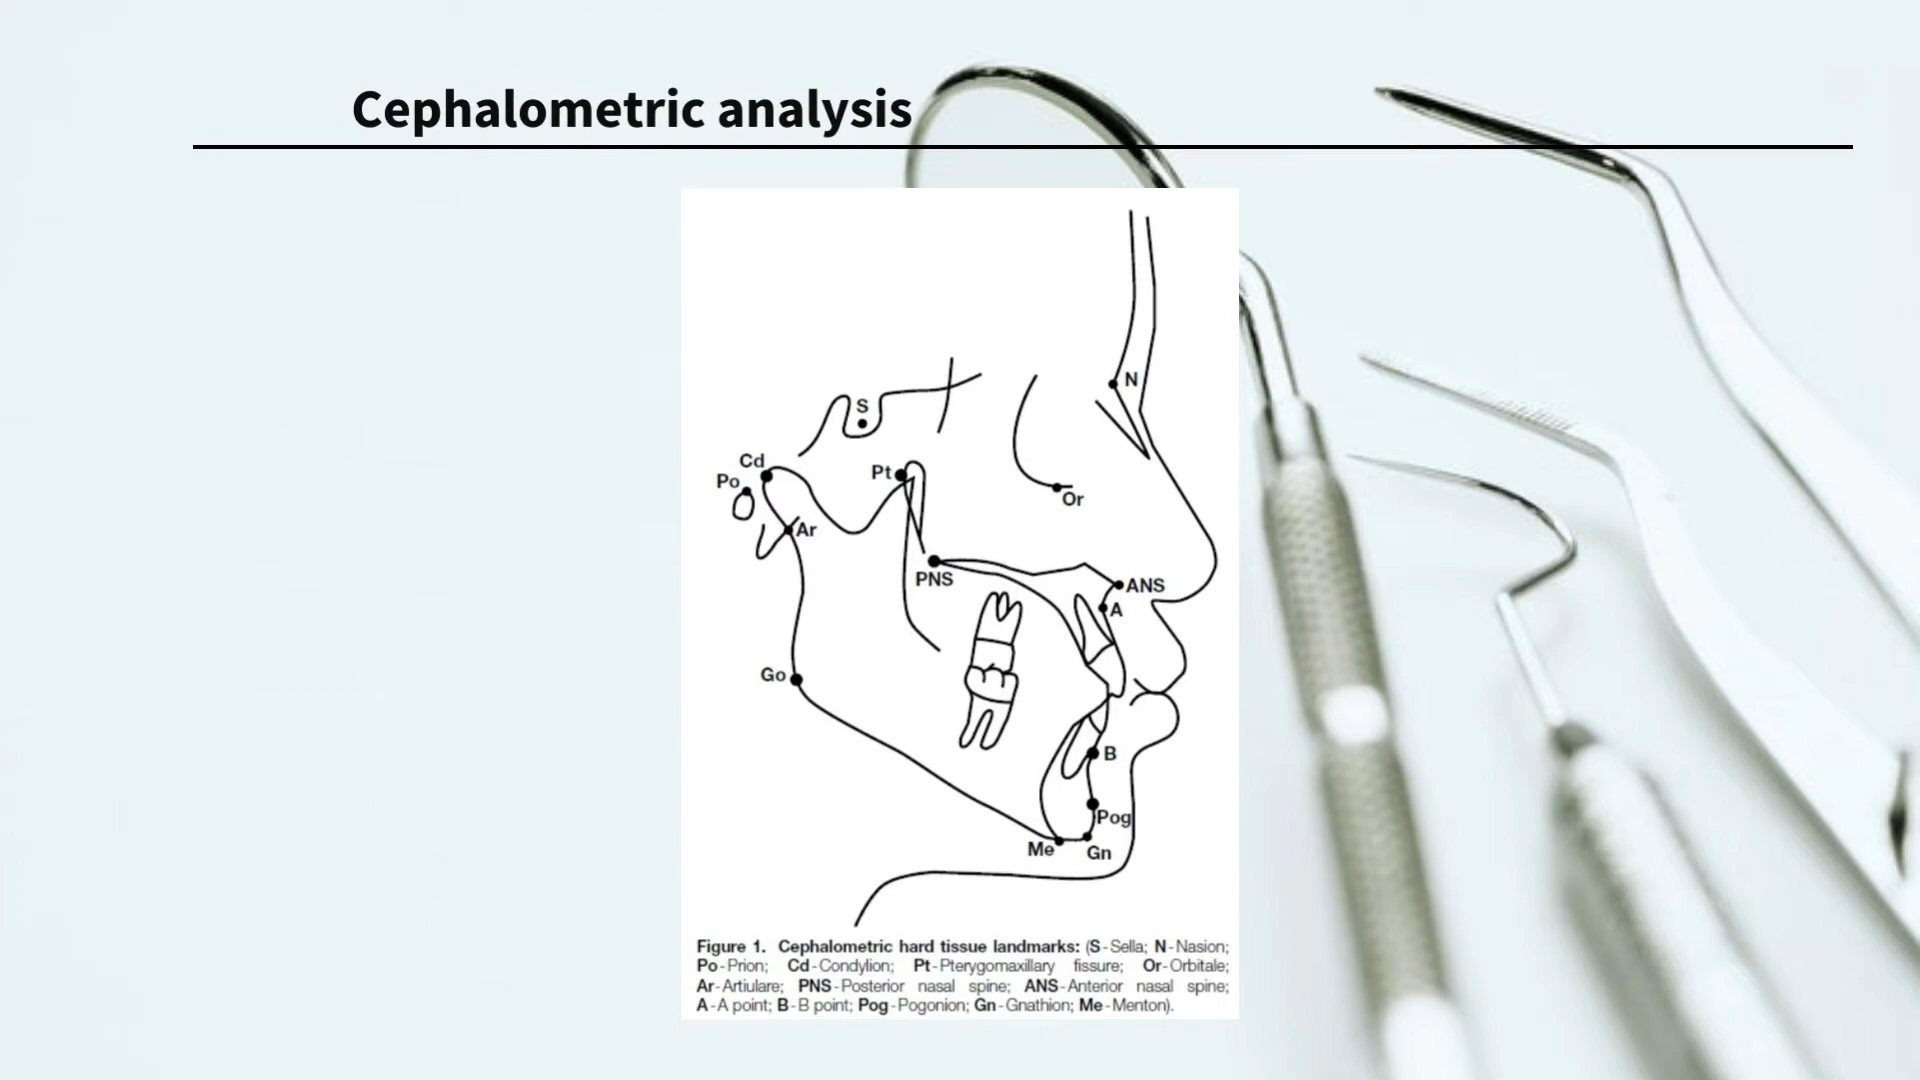 Cephalometric analysis
N
S
Cd
Po
Pt
Or
Ar
PNS
ANS
A
Go
B
Pog
Me
Gn
Figure 1. Cephalometric hard tissue landmarks: (S-Sella; N-Nasion;
Po-Prion; Cd-Condylion; Pt-Pterygomaxillary fissure; Or-Orbitale;
Ar-Artiulare; PNS-Posterior nasal spine; ANS-Anterior nasal spine;
A-A point; B-B point; Pog-Pogonion; Gn-Gnathion; Me-Menton).